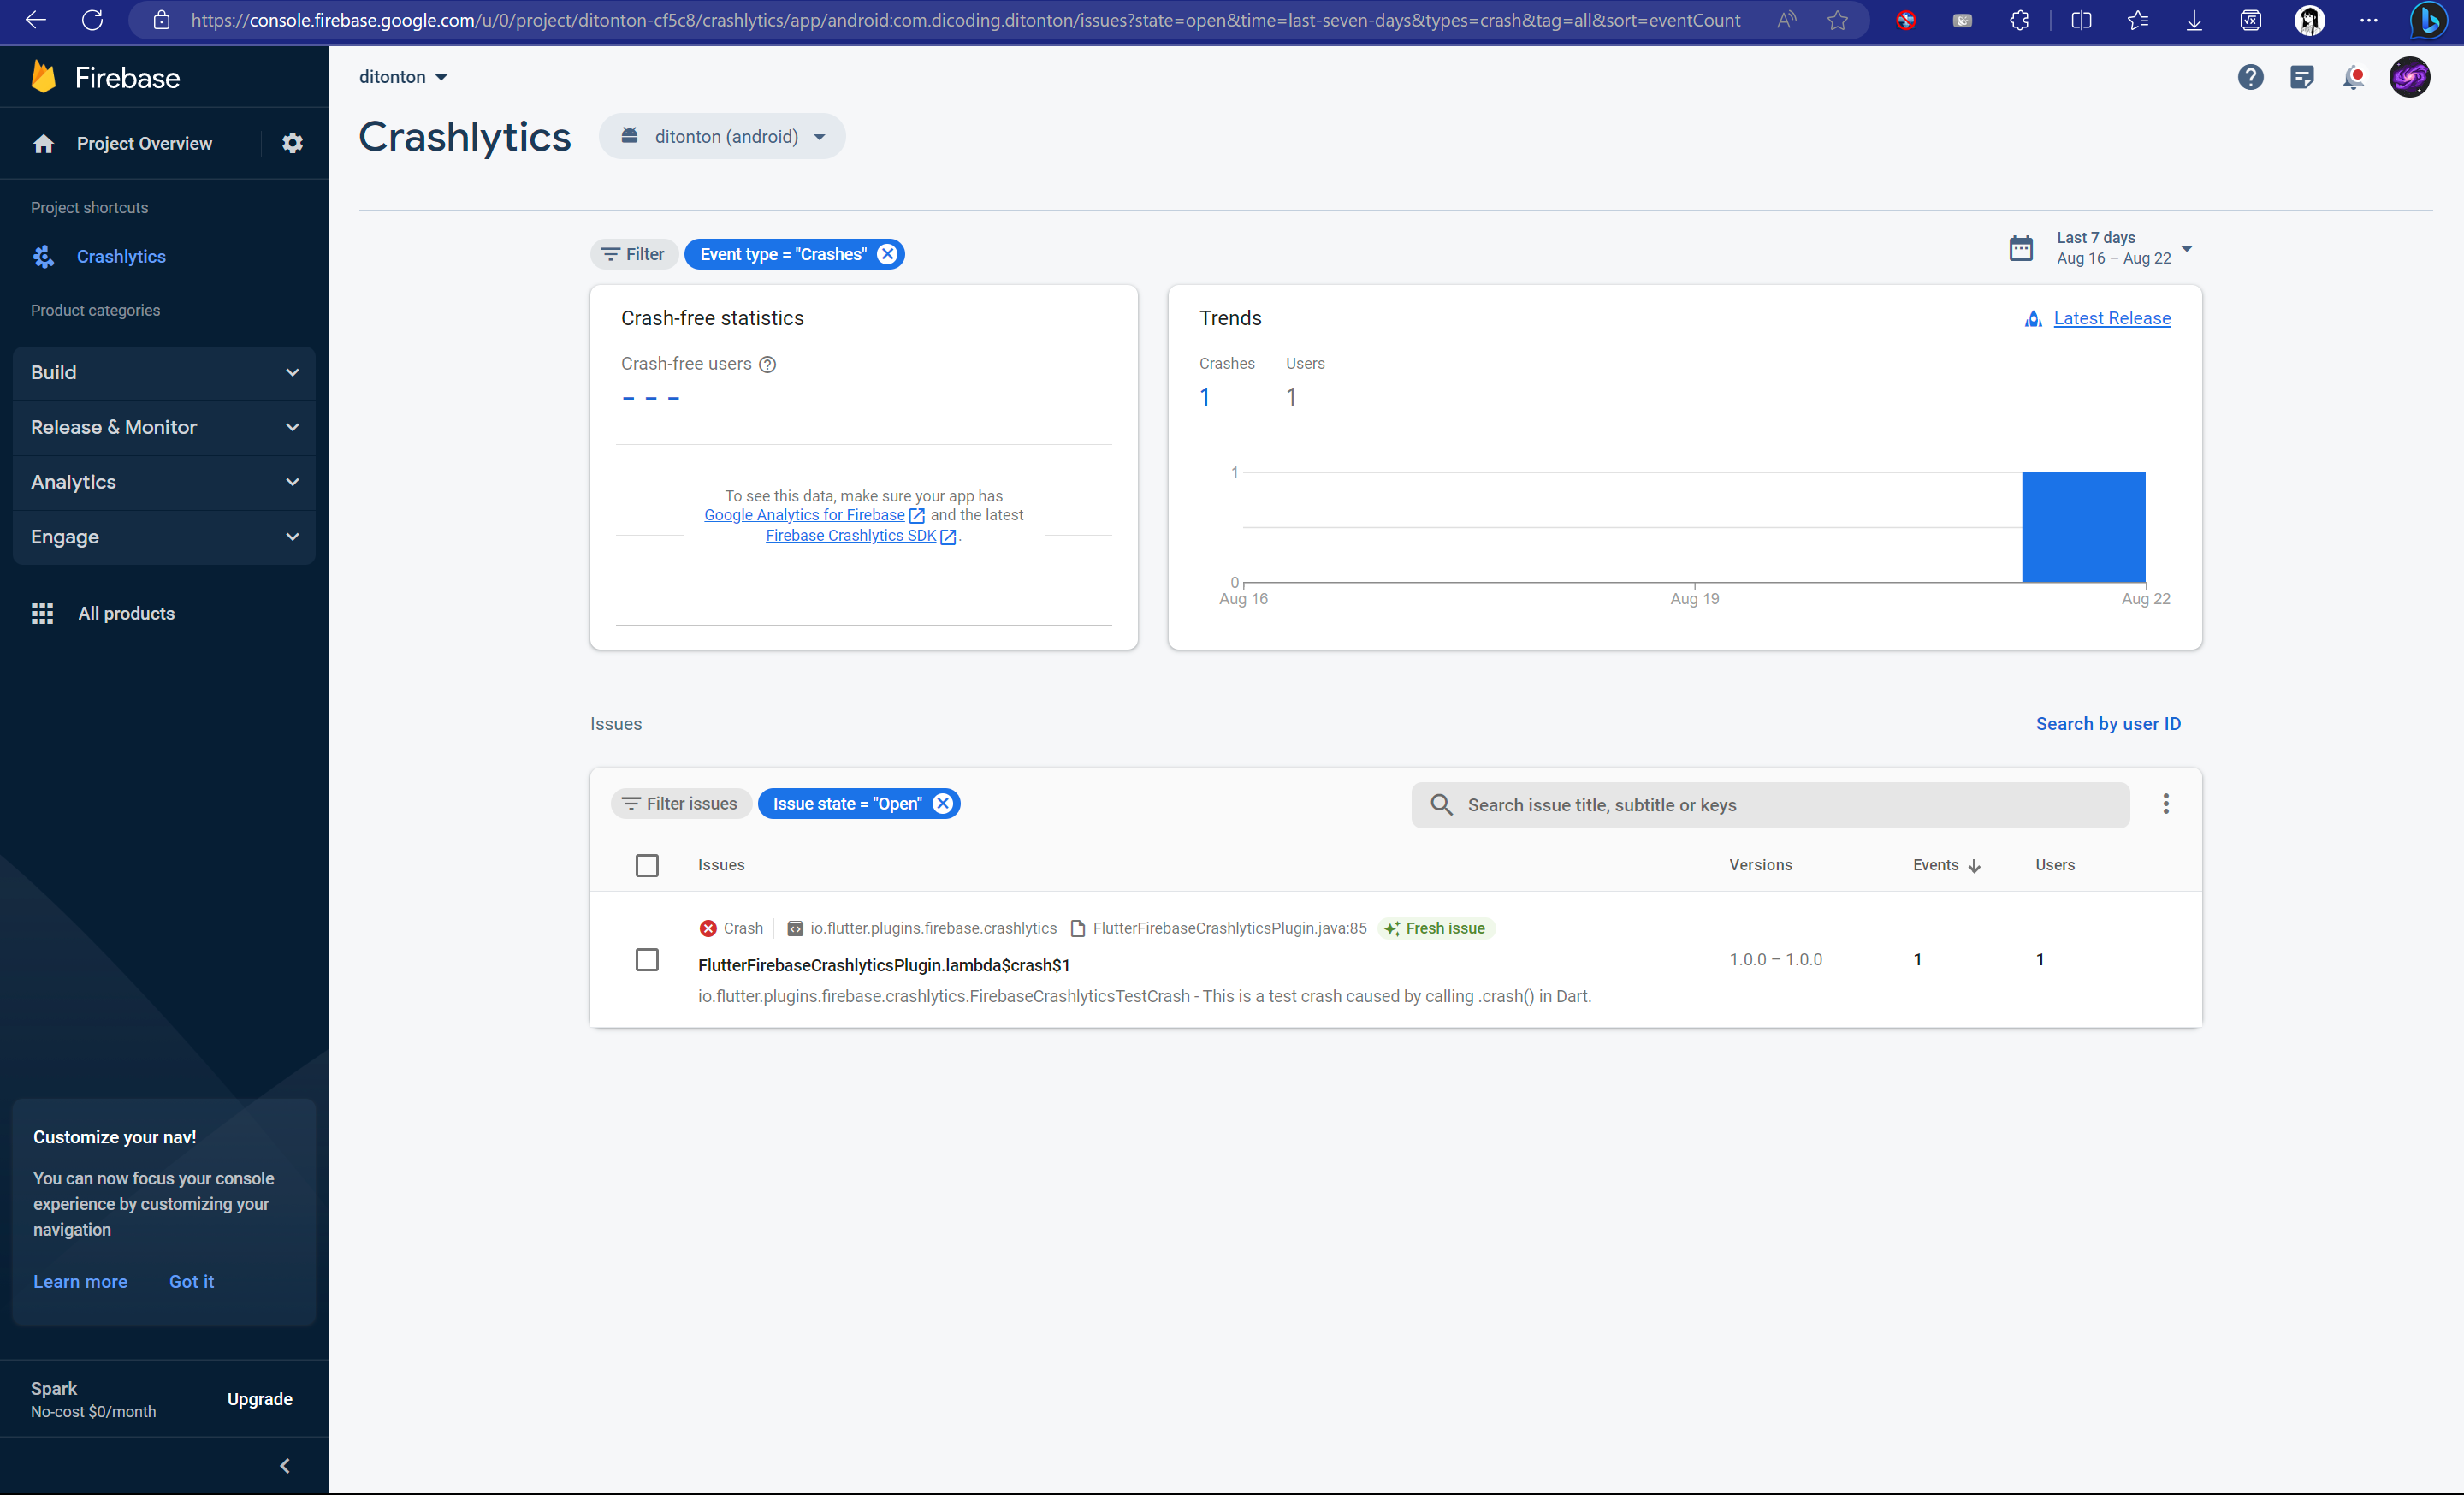 https://console.firebase.google.com/u/0/project/ditonton-cf5c8/crashlytics/app/android:com.dicoding.ditonton/issues?state=open&time=last-seven-days&types=crash&tag=all&sort=eventCount
Firebase
Project Overview
Project shortcuts
Crashlytics
Product categories
Build
Release & Monitor
Analytics
Engage
All products
Customize your nav!
You can now focus your console
experience by customizing your
navigation
Learn more Got it
Spark
No-cost $0/month
Upgrade
ditonton
Crashlytics
ditonton (android)
Filter
Event type = "Crashes"
Last 7 days
Aug 16 – Aug 22
Crash-free statistics
Crash-free users
– – –
To see this data, make sure your app has
Google Analytics for Firebase and the latest
Firebase Crashlytics SDK .
Trends
Latest Release
Crashes Users
1 1
1
0
Aug 16 Aug 19 Aug 22
Issues
Search by user ID
Filter issues
Issue state = "Open"
Search issue title, subtitle or keys
Issues Versions Events Users
Crash io.flutter.plugins.firebase.crashlytics FlutterFirebaseCrashlyticsPlugin.java:85 Fresh issue
FlutterFirebaseCrashlyticsPlugin.lambda$crash$1
io.flutter.plugins.firebase.crashlytics.FirebaseCrashlyticsTestCrash - This is a test crash caused by calling .crash() in Dart.
1.0.0 – 1.0.0 1 1